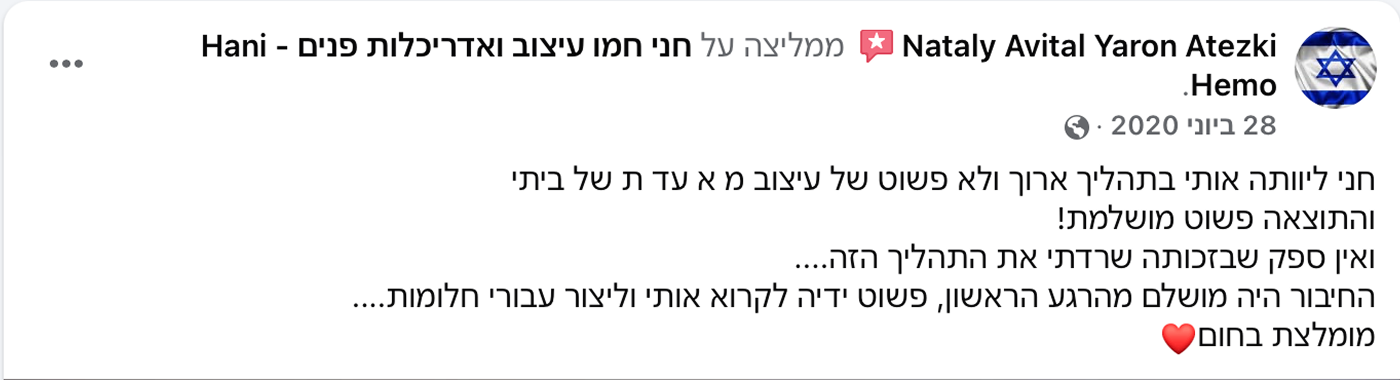 Nataly Avital Yaron Atezki ממליצה על חני חמו עיצוב ואדריכלות פנים - Hani
Hemo.
28 ביוני 2020 ·
חני ליוותה אותי בתהליך ארוך ולא פשוט של עיצוב מ א עד ת של ביתי
והתוצאה פשוט מושלמת!
ואין ספק שבזכותה שרדתי את התהליך הזה....
החיבור היה מושלם מהרגע הראשון, פשוט ידיה לקרוא אותי וליצור עבורי חלומות....
מומלצת בחום❤️